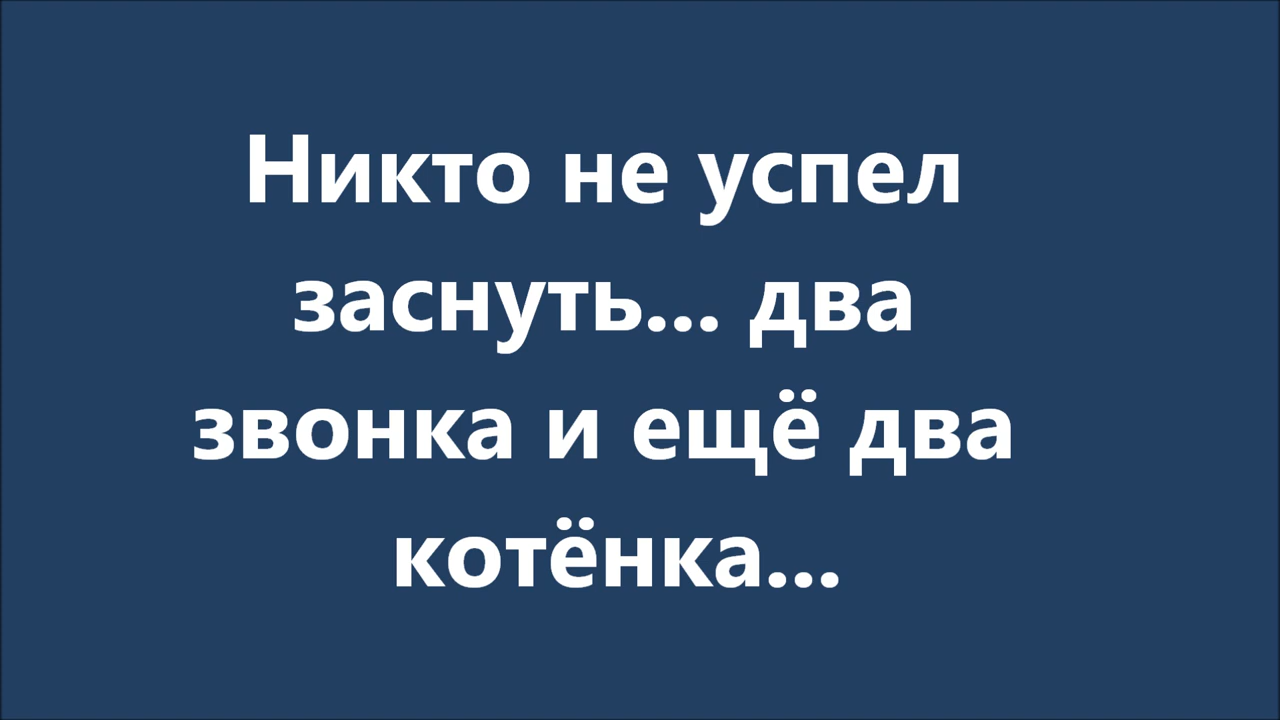 Никто не успел
заснуть... два
звонка и ещё два
котёнка...